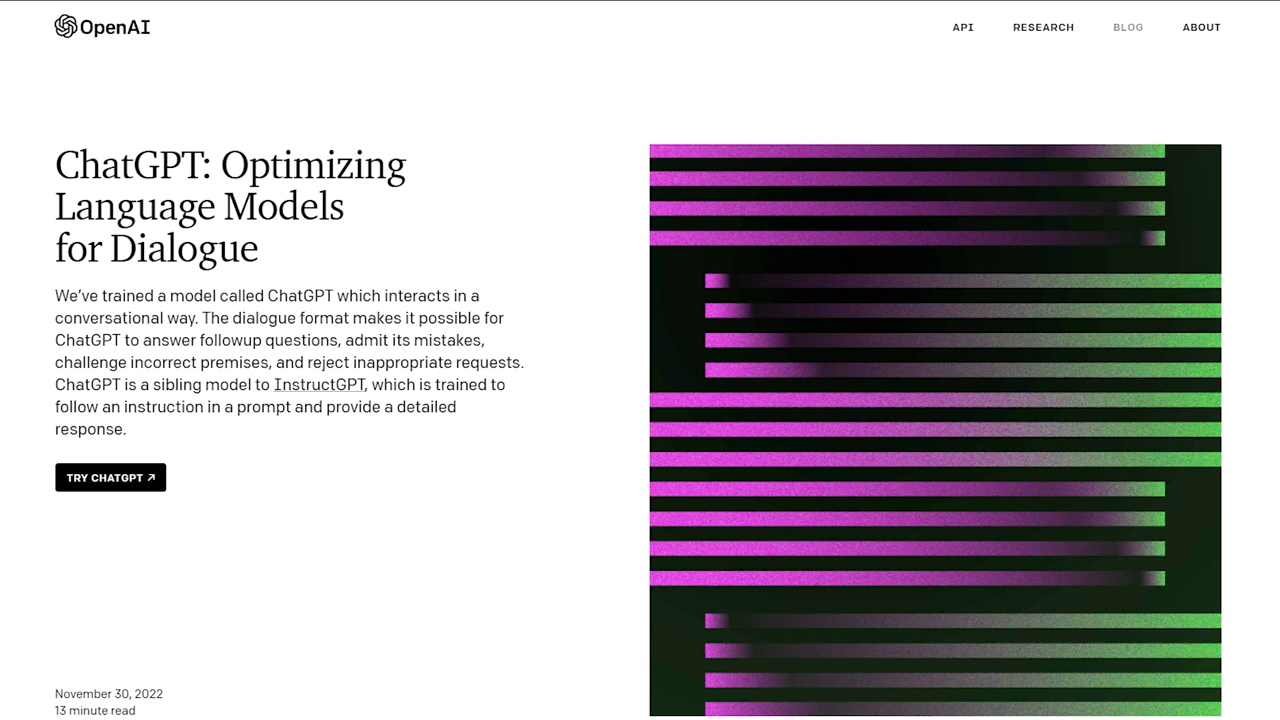 OpenAI
API RESEARCH BLOG ABOUT
ChatGPT: Optimizing
Language Models
for Dialogue
We’ve trained a model called ChatGPT which interacts in a
conversational way. The dialogue format makes it possible for
ChatGPT to answer followup questions, admit its mistakes,
challenge incorrect premises, and reject inappropriate requests.
ChatGPT is a sibling model to InstructGPT, which is trained to
follow an instruction in a prompt and provide a detailed
response.
TRY CHATGPT ↗
November 30, 2022
13 minute read